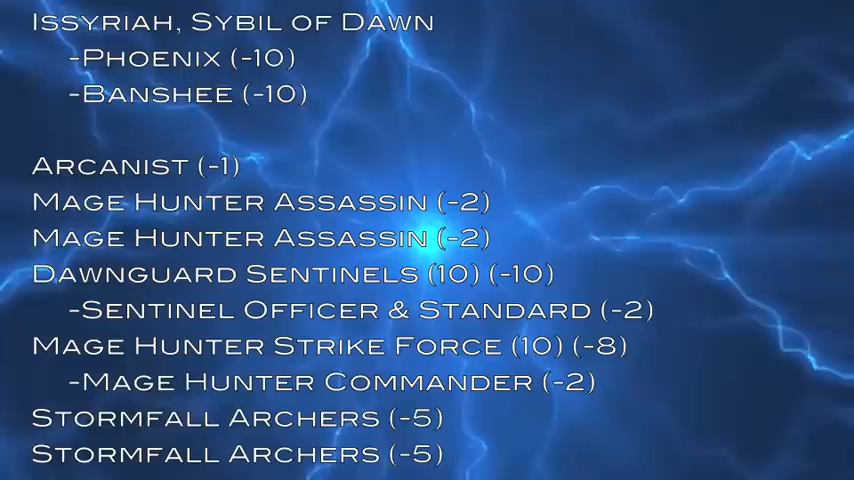 Issyriah, Sybil of Dawn
-Phoenix (-10)
-Banshee (-10)
Arcanist (-1)
Mage Hunter Assassin (-2)
Mage Hunter Assassin (-2)
Dawnguard Sentinels (10) (-10)
-Sentinel Officer & Standard (-2)
Mage Hunter Strike Force (10) (-8)
-Mage Hunter Commander (-2)
Stormfall Archers (-5)
Stormfall Archers (-5)